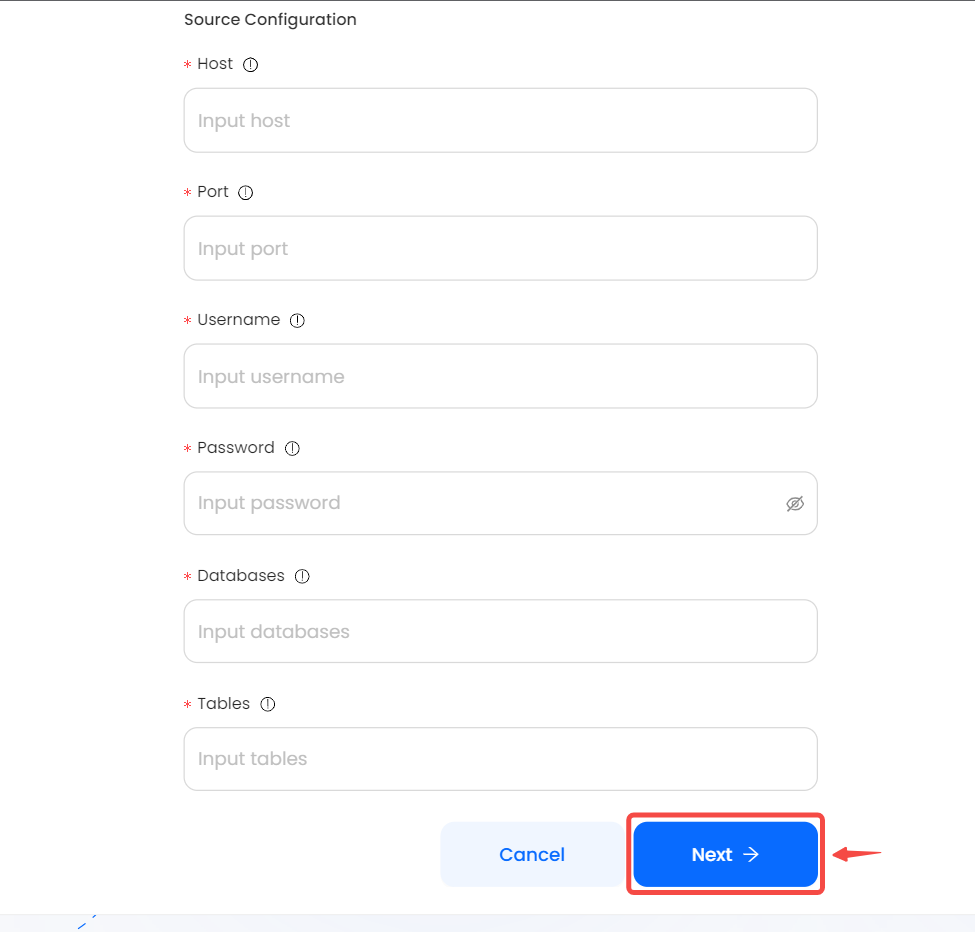 Source Configuration
* Host
Input host
* Port
Input port
* Username
Input username
* Password
Input password
* Databases
Input databases
* Tables
Input tables
Cancel
Next →